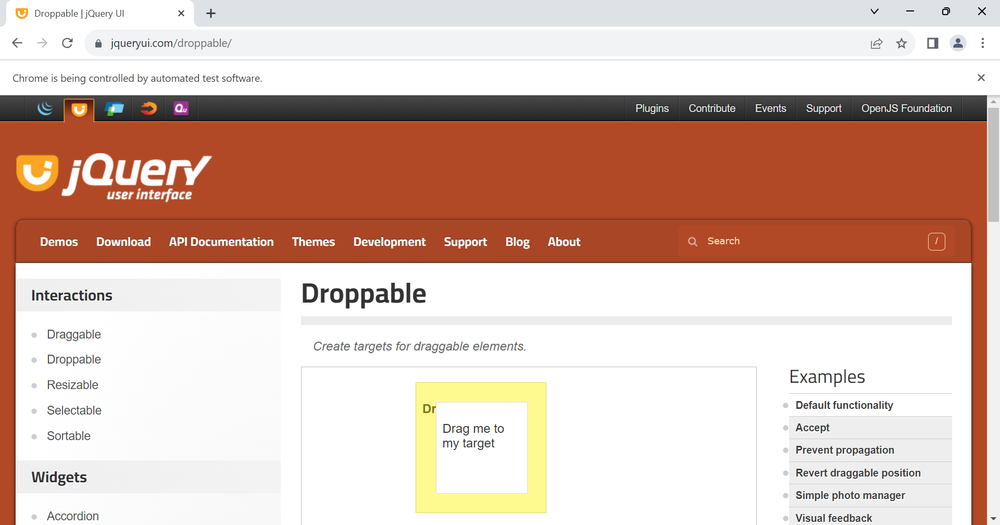 Droppable | jQuery UI
jqueryui.com/droppable/
Chrome is being controlled by automated test software.
Qu
Plugins Contribute Events Support OpenJS Foundation
jQuery
user interface
Demos Download API Documentation Themes Development Support Blog About Search /
Interactions
Draggable
Droppable
Resizable
Selectable
Sortable
Widgets
Accordion
Droppable
Create targets for draggable elements.
Dr
Drag me to
my target
Examples
Default functionality
Accept
Prevent propagation
Revert draggable position
Simple photo manager
Visual feedback